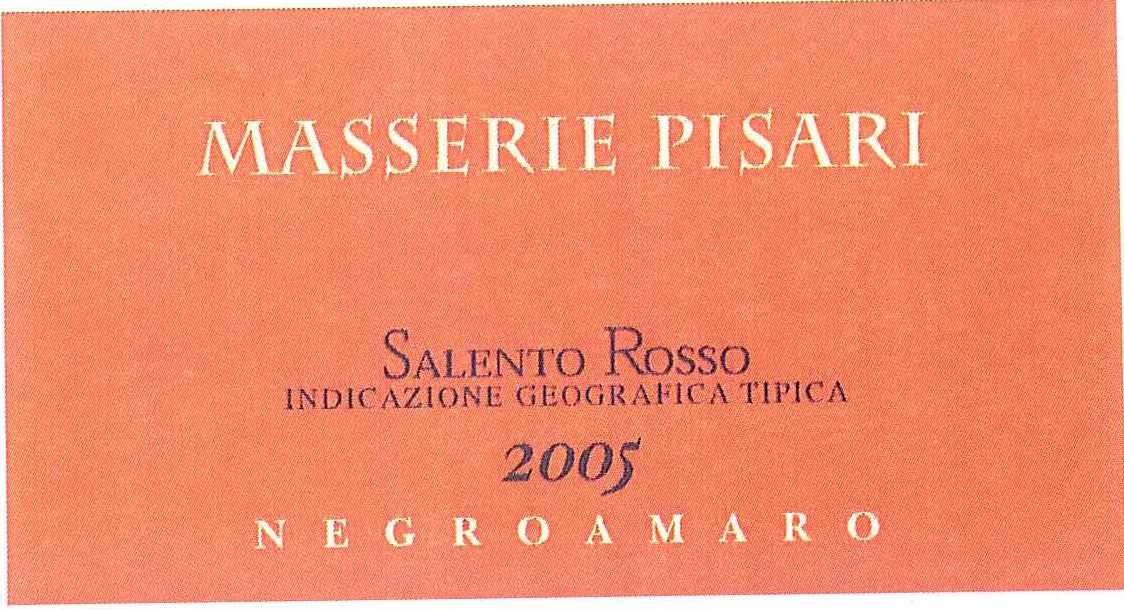 MASSERIE PISARI
SALENTO ROSSO
INDICAZIONE GEOGRAFICA TIPICA
2005
NEGROAMARO